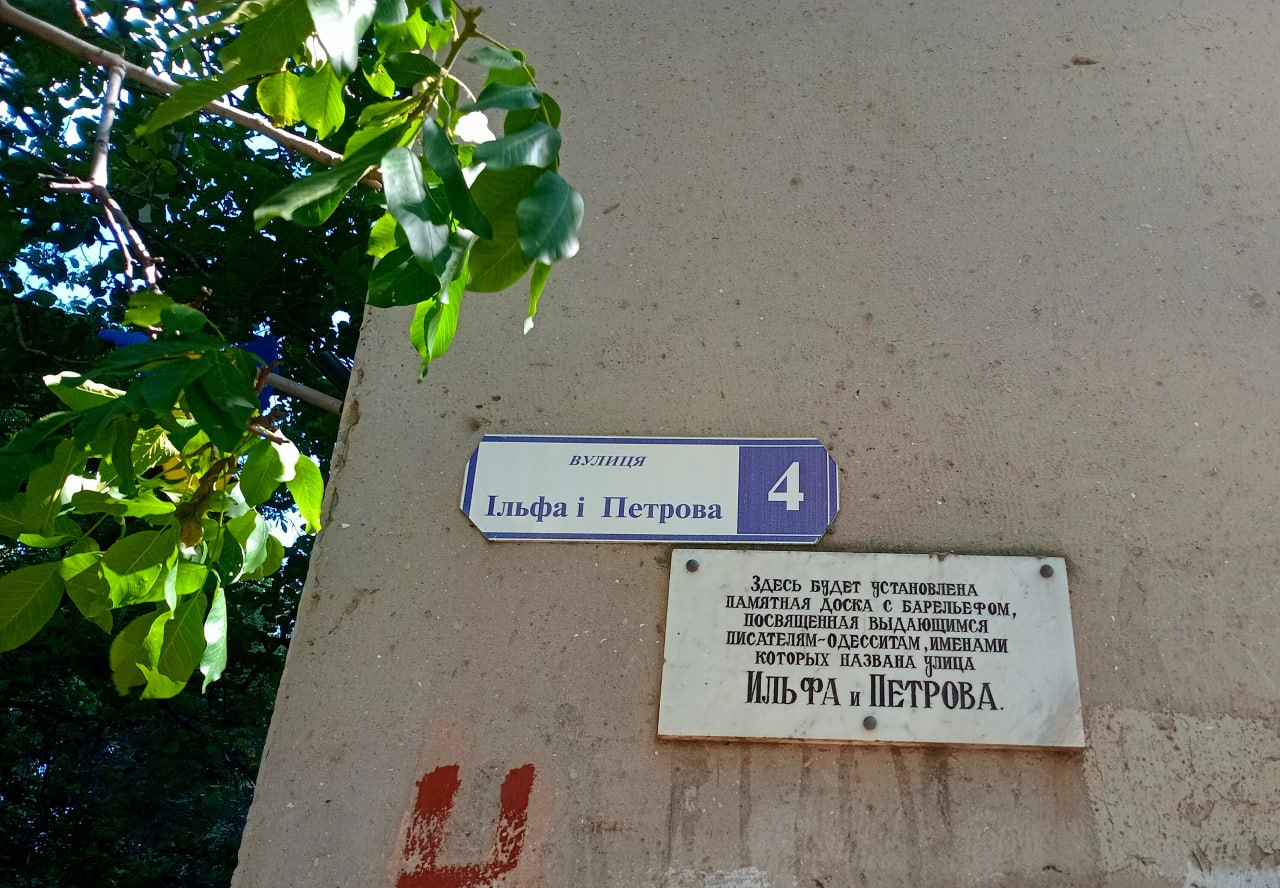 вулиця
Ільфа і Петрова
4
Здесь будет установлена
памятная доска с барельефом,
посвященная выдающимся
писателям-одесситам, именами
которых названа улица
Ильфа и Петрова.